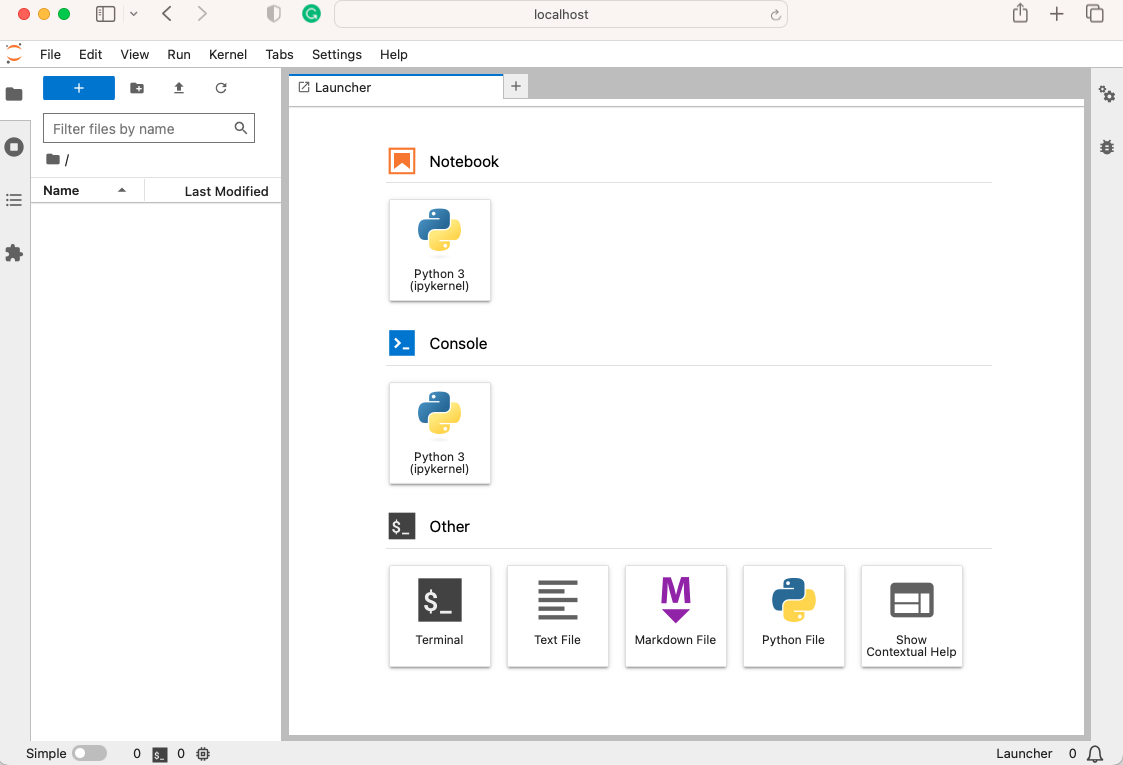 localhost
File Edit View Run Kernel Tabs Settings Help
+
Launcher
+
Filter files by name
/
Name
Last Modified
Notebook
Python 3
(ipykernel)
Console
Python 3
(ipykernel)
$_ Other
$_
Terminal
Text File
M
Markdown File
Python File
Show
Contextual Help
Simple 0 $_ 0
Launcher 0